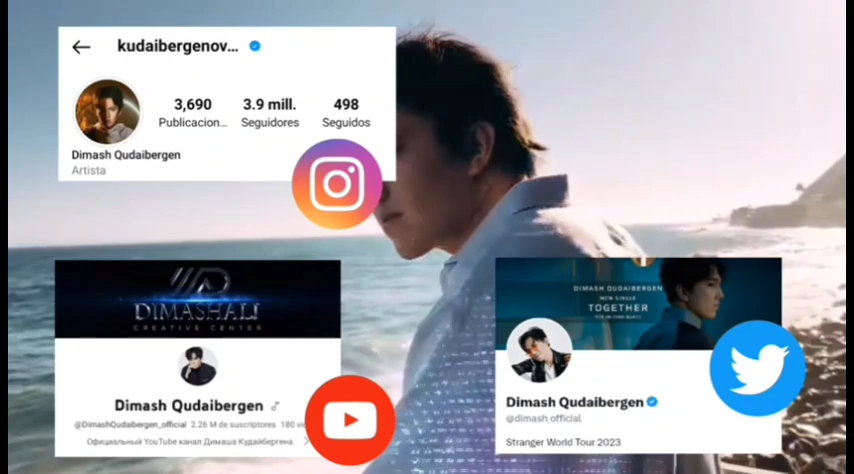 kudaibergenov...
3,690
3.9 mill.
498
Publicacion...
Seguidores
Seguidos
Dimash Qudaibergen
Artista
DIMASHALI
CREATIVE CENTER
Dimash Qudaibergen
@DimashQudaibergen_official 2.26 M de suscriptores 180
Официальный YouTube канал Димаша Кудайбергена
DIMASH QUDAIBERGEN
NEW SINGLE
TOGETHER
Dimash Qudaibergen
@dimash_official
Stranger World Tour 2023